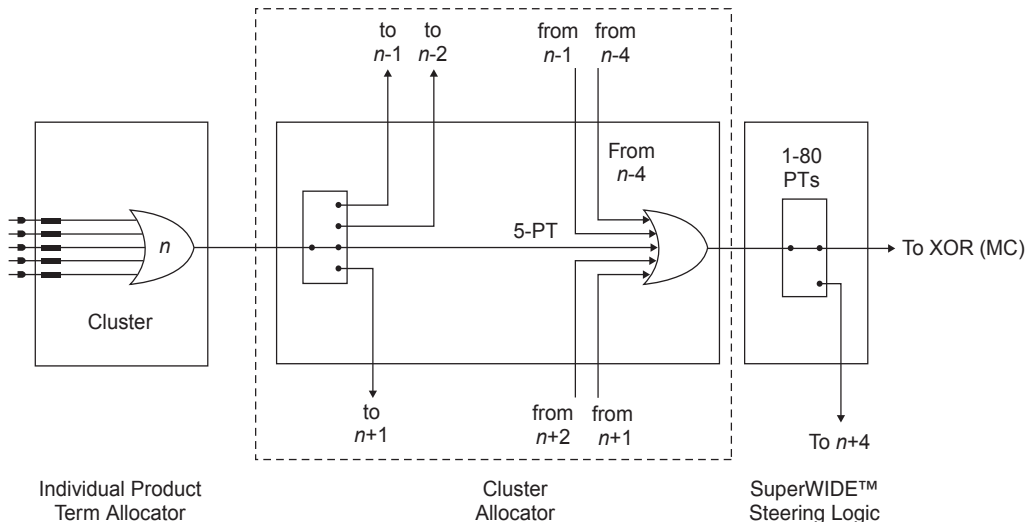 to
n-1
to
n-2
from
n-1
from
n-4
From
n-4
1-80
PTs
n
5-PT
To XOR (MC)
Cluster
to
n+1
from
n+2
from
n+1
To n+4
Individual Product
Term Allocator
Cluster
Allocator
SuperWIDE™
Steering Logic